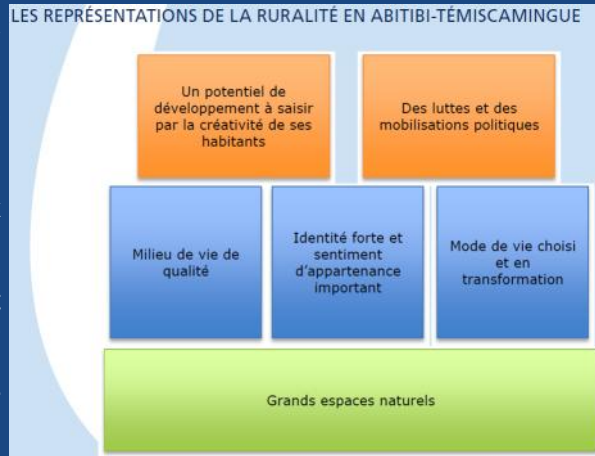 LES REPRÉSENTATIONS DE LA RURALITÉ EN ABITIBI-TÉMISCAMINGUE
Un potentiel de
développement à saisir
par la créativité de ses
habitants
Des luttes et des
mobilisations politiques
Milieu de vie de
qualité
Identité forte et
sentiment
d'appartenance
important
Mode de vie choisi
et en
transformation
Grands espaces naturels